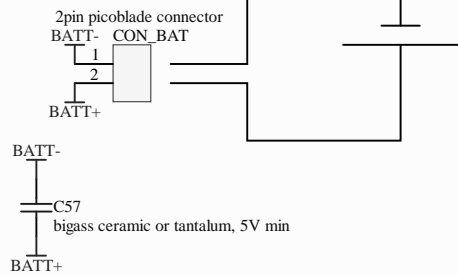 2pin picoblade connector
BATT- CON_BAT
1
2
BATT+
BATT-
C57
bigass ceramic or tantalum, 5V min
BATT+